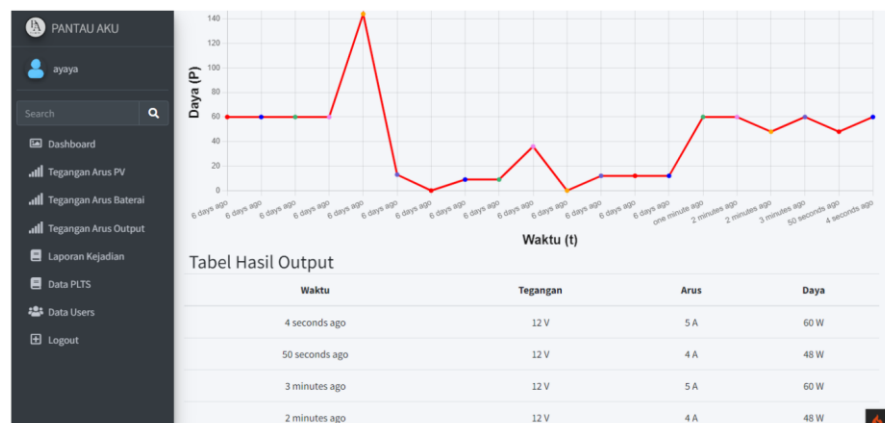 PANTAU AKU
ayaya
Search
Dashboard
Tegangan Arus PV
Tegangan Arus Baterai
Tegangan Arus Output
Laporan Kejadian
Data PLTS
Data Users
Logout
Daya (P)
140
120
100
80
60
40
20
0
6 days ago
6 days ago
6 days ago
6 days ago
6 days ago
6 days ago
6 days ago
6 days ago
6 days ago
6 days ago
6 days ago
6 days ago
6 days ago
6 days ago
one minute ago
2 minutes ago
2 minutes ago
3 minutes ago
50 seconds ago
4 seconds ago
Waktu (t)
Tabel Hasil Output
Waktu Tegangan Arus Daya
4 seconds ago 12 V 5 A 60 W
50 seconds ago 12 V 4 A 48 W
3 minutes ago 12 V 5 A 60 W
2 minutes ago 12 V 4 A 48 W